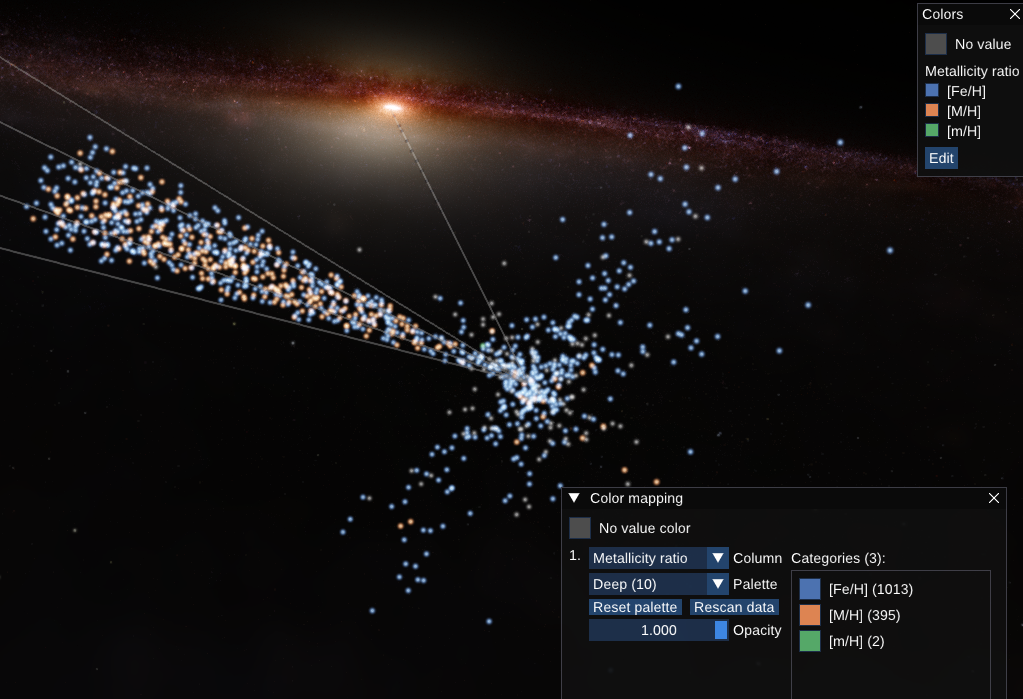 Colors
No value
Metallicity ratio
[Fe/H]
[M/H]
[m/H]
Edit
Color mapping
No value color
1. Metallicity ratio Column
Deep (10) Palette
Reset palette Rescan data
1.000 Opacity
Categories (3):
[Fe/H] (1013)
[M/H] (395)
[m/H] (2)